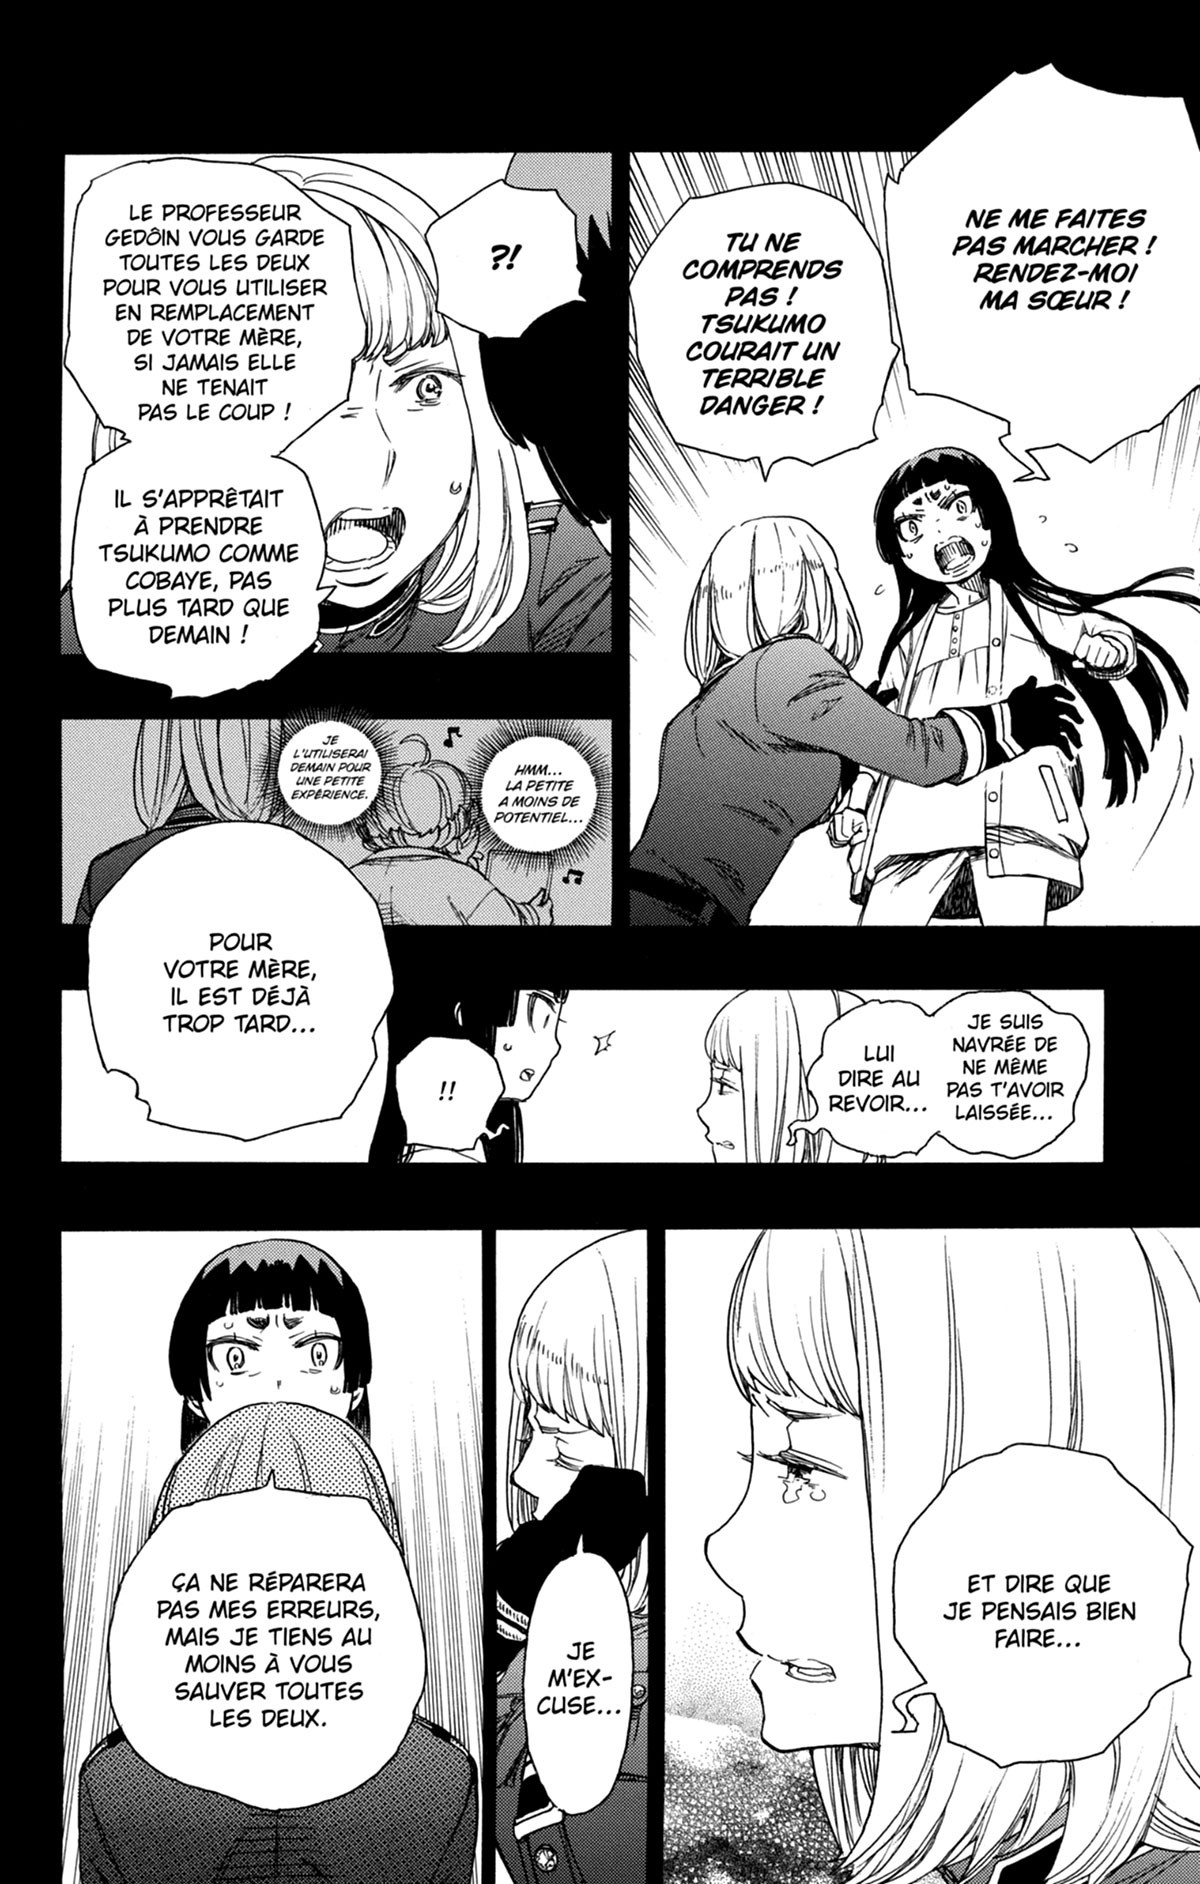 NE ME FAITES
PAS MARCHER !
RENDEZ-MOI
MA SŒUR !
TU NE
COMPRENDS
PAS !
TSUKUMO
COURAIT UN
TERRIBLE
DANGER !
?!
LE PROFESSEUR
GEDÔIN VOUS GARDE
TOUTES LES DEUX
POUR VOUS UTILISER
EN REMPLACEMENT
DE VOTRE MÈRE,
SI JAMAIS ELLE
NE TENAIT
PAS LE COUP !
IL S'APPRÊTAIT
À PRENDRE
TSUKUMO COMME
COBAYE, PAS
PLUS TARD QUE
DEMAIN !
HMM...
LA PETITE
A MOINS DE
POTENTIEL...
JE
L'UTILISERAI
DEMAIN POUR
UNE PETITE
EXPÉRIENCE.
POUR
VOTRE MÈRE,
IL EST DÉJÀ
TROP TARD...
!!
JE SUIS
NAVRÉE DE
NE MÊME
PAS T'AVOIR
LAISSÉE...
LUI
DIRE AU
REVOIR...
ET DIRE QUE
JE PENSAIS BIEN
FAIRE...
JE
M'EX-
CUSE...
ÇA NE RÉPARERA
PAS MES ERREURS,
MAIS JE TIENS AU
MOINS À VOUS
SAUVER TOUTES
LES DEUX.